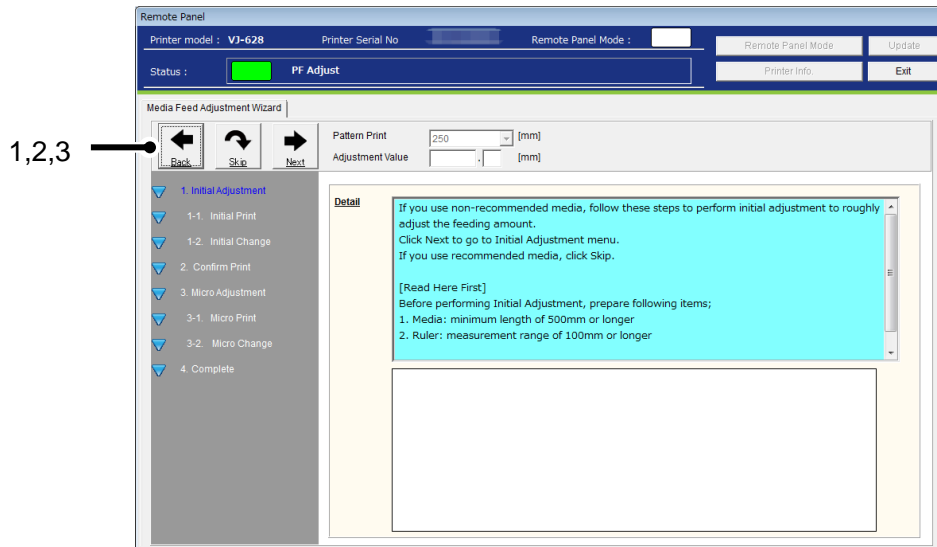 Remote Panel
Printer model : VJ-628 Printer Serial No Remote Panel Mode :
Remote Panel Mode Update
Status : PF Adjust
Printer Info. Exit
Media Feed Adjustment Wizard
1,2,3
Back Skip Next
Pattern Print 250 [mm]
Adjustment Value . [mm]
1. Initial Adjustment
1-1. Initial Print
1-2. Initial Change
2. Confirm Print
3. Micro Adjustment
3-1. Micro Print
3-2. Micro Change
4. Complete
Detail
If you use non-recommended media, follow these steps to perform initial adjustment to roughly
adjust the feeding amount.
Click Next to go to Initial Adjustment menu.
If you use recommended media, click Skip.
[Read Here First]
Before performing Initial Adjustment, prepare following items;
1. Media: minimum length of 500mm or longer
2. Ruler: measurement range of 100mm or longer